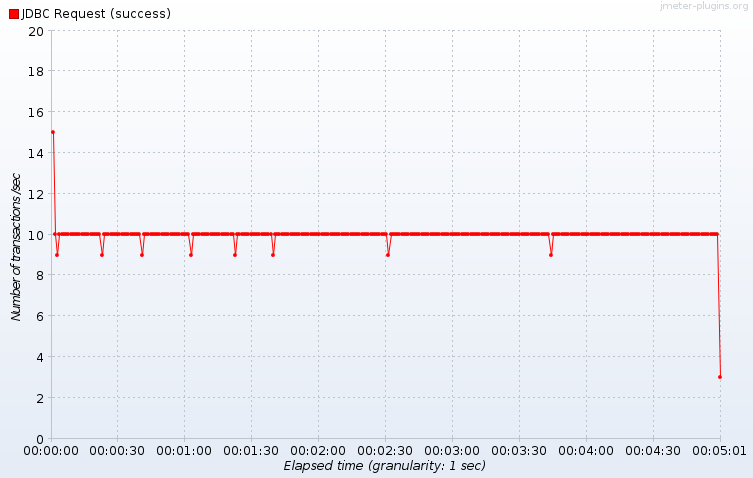 jmeter-plugins.org
JDBC Request (success)
20
18
16
14
12
10
8
6
4
2
0
Number of transactions /sec
00:00:00 00:00:30 00:01:00 00:01:30 00:02:00 00:02:30 00:03:00 00:03:30 00:04:00 00:04:30 00:05:01
Elapsed time (granularity: 1 sec)